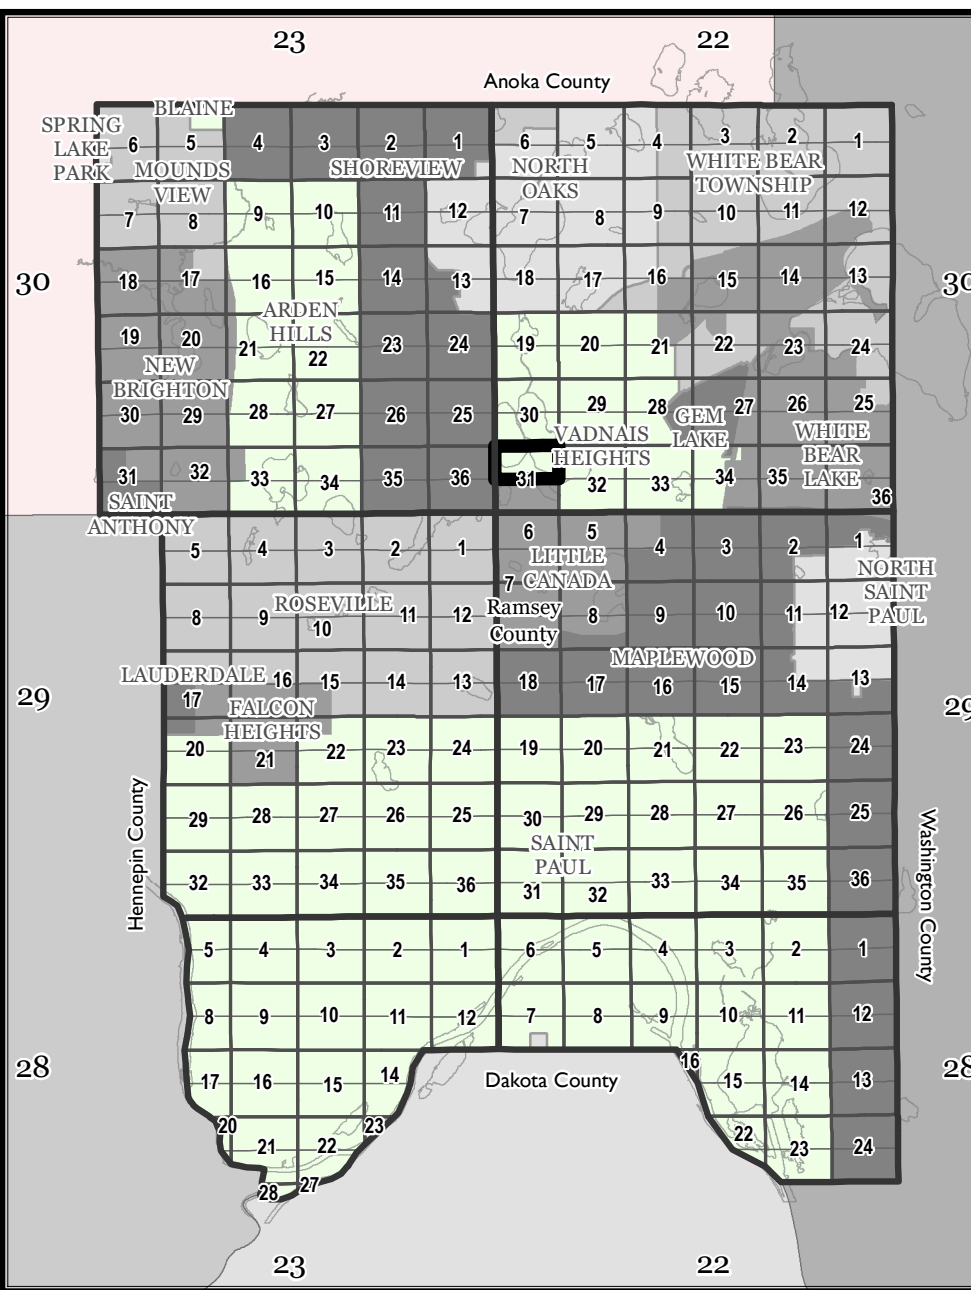 23 22
Anoka County
BLAINE
SPRING
LAKE
PARK
6 5 4 3 2 1 6 5 4 3 2 1
MOUNDS
VIEW
SHOREVIEW
NORTH
OAKS
WHITE BEAR
TOWNSHIP
7 8 9 10 11 12 7 8 9 10 11 12
30 18 17 16 15 14 13 18 17 16 15 14 13 30
ARDEN
HILLS
19 20 21 22 23 24 19 20 21 22 23 24
NEW
BRIGHTON
30 29 28 27 26 25 30 29 28 27 26 25
GEM
LAKE
VADNAIS
HEIGHTS
WHITE
BEAR
LAKE
31 32 33 34 35 36 31 32 33 34 35 36
SAINT
ANTHONY
5 4 3 2 1 6 5 4 3 2 1
LITTLE
CANADA
NORTH
SAINT
PAUL
8 9 10 11 12 7 8 9 10 11 12
ROSEVILLE
Ramsey
County
MAPLEWOOD
LAUDERDALE
29 17 16 15 14 13 18 17 16 15 14 13 29
FALCON
HEIGHTS
20 21 22 23 24 19 20 21 22 23 24
29 28 27 26 25 30 29 28 27 26 25
Hennepin County
Washington County
SAINT
PAUL
32 33 34 35 36 31 32 33 34 35 36
5 4 3 2 1 6 5 4 3 2 1
8 9 10 11 12 7 8 9 10 11 12
28 17 16 15 14 16 15 14 13 28
Dakota County
20 21 22 23 22 23 24
28 27
23 22